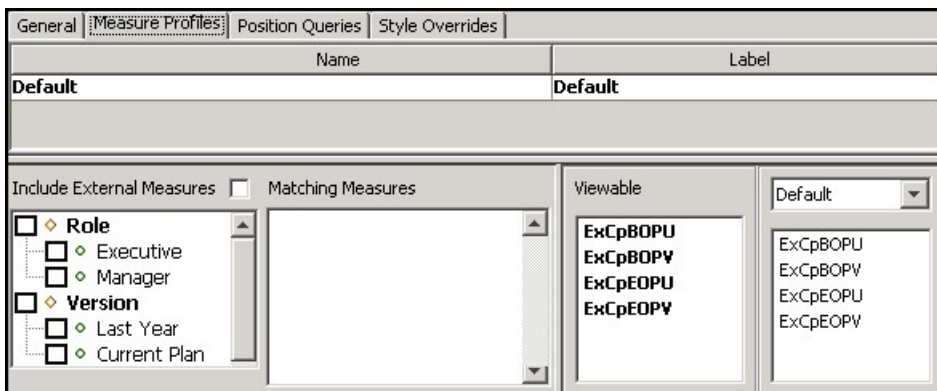 General Measure Profiles Position Queries Style Overrides
Name Label
Default Default
Include External Measures Matching Measures Viewable Default
Role
Executive
Manager
Version
Last Year
Current Plan
ExCpBOPU
ExCpBOPV
ExCpEOPU
ExCpEOPV
ExCpBOPU
ExCpBOPV
ExCpEOPU
ExCpEOPV